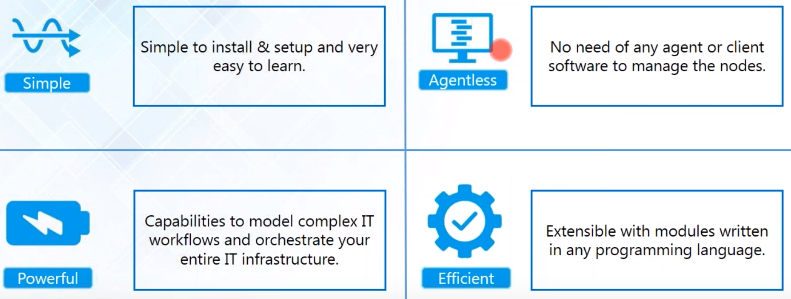 Simple
Simple to install & setup and very
easy to learn.
Agentless
No need of any agent or client
software to manage the nodes.
Powerful
Capabilities to model complex IT
workflows and orchestrate your
entire IT infrastructure.
Efficient
Extensible with modules written
in any programming language.